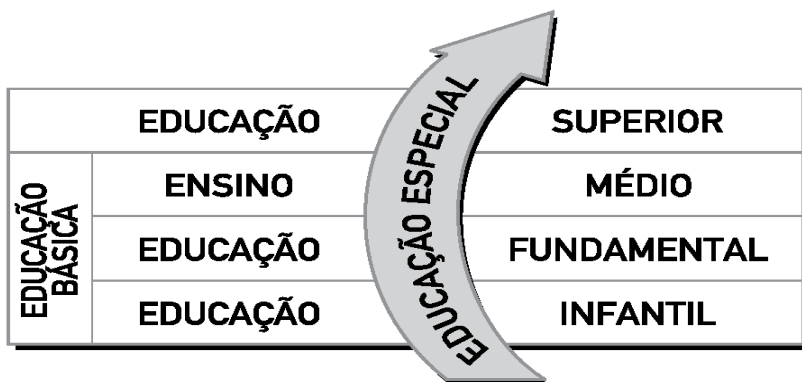 EDUCAÇÃO SUPERIOR
ENSINO MÉDIO
EDUCAÇÃO FUNDAMENTAL
EDUCAÇÃO INFANTIL
EDUCAÇÃO
BÁSICA
EDUCAÇÃO ESPECIAL